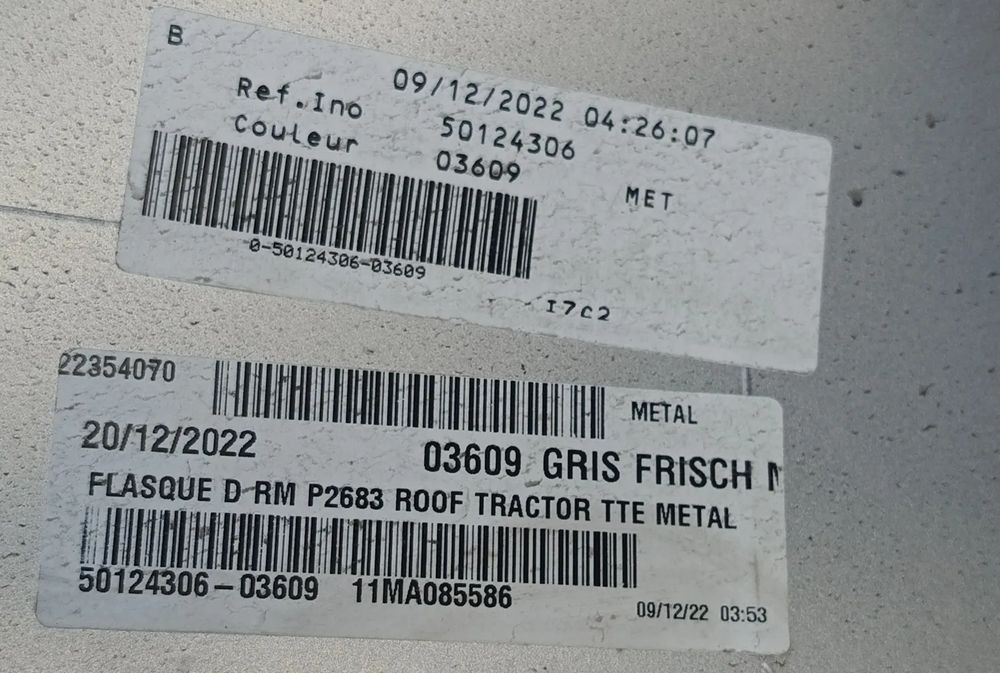 B
09/12/2022 04:26:07
Ref.Ino 50124306
Couleur 03609
MET
0-50124306-03609
I7C2
22354070
METAL
20/12/2022
03609 GRIS FRISCH
FLASQUE D RM P2683 ROOF TRACTOR TTE METAL
50124306-03609 11MA085586
09/12/22 03:53